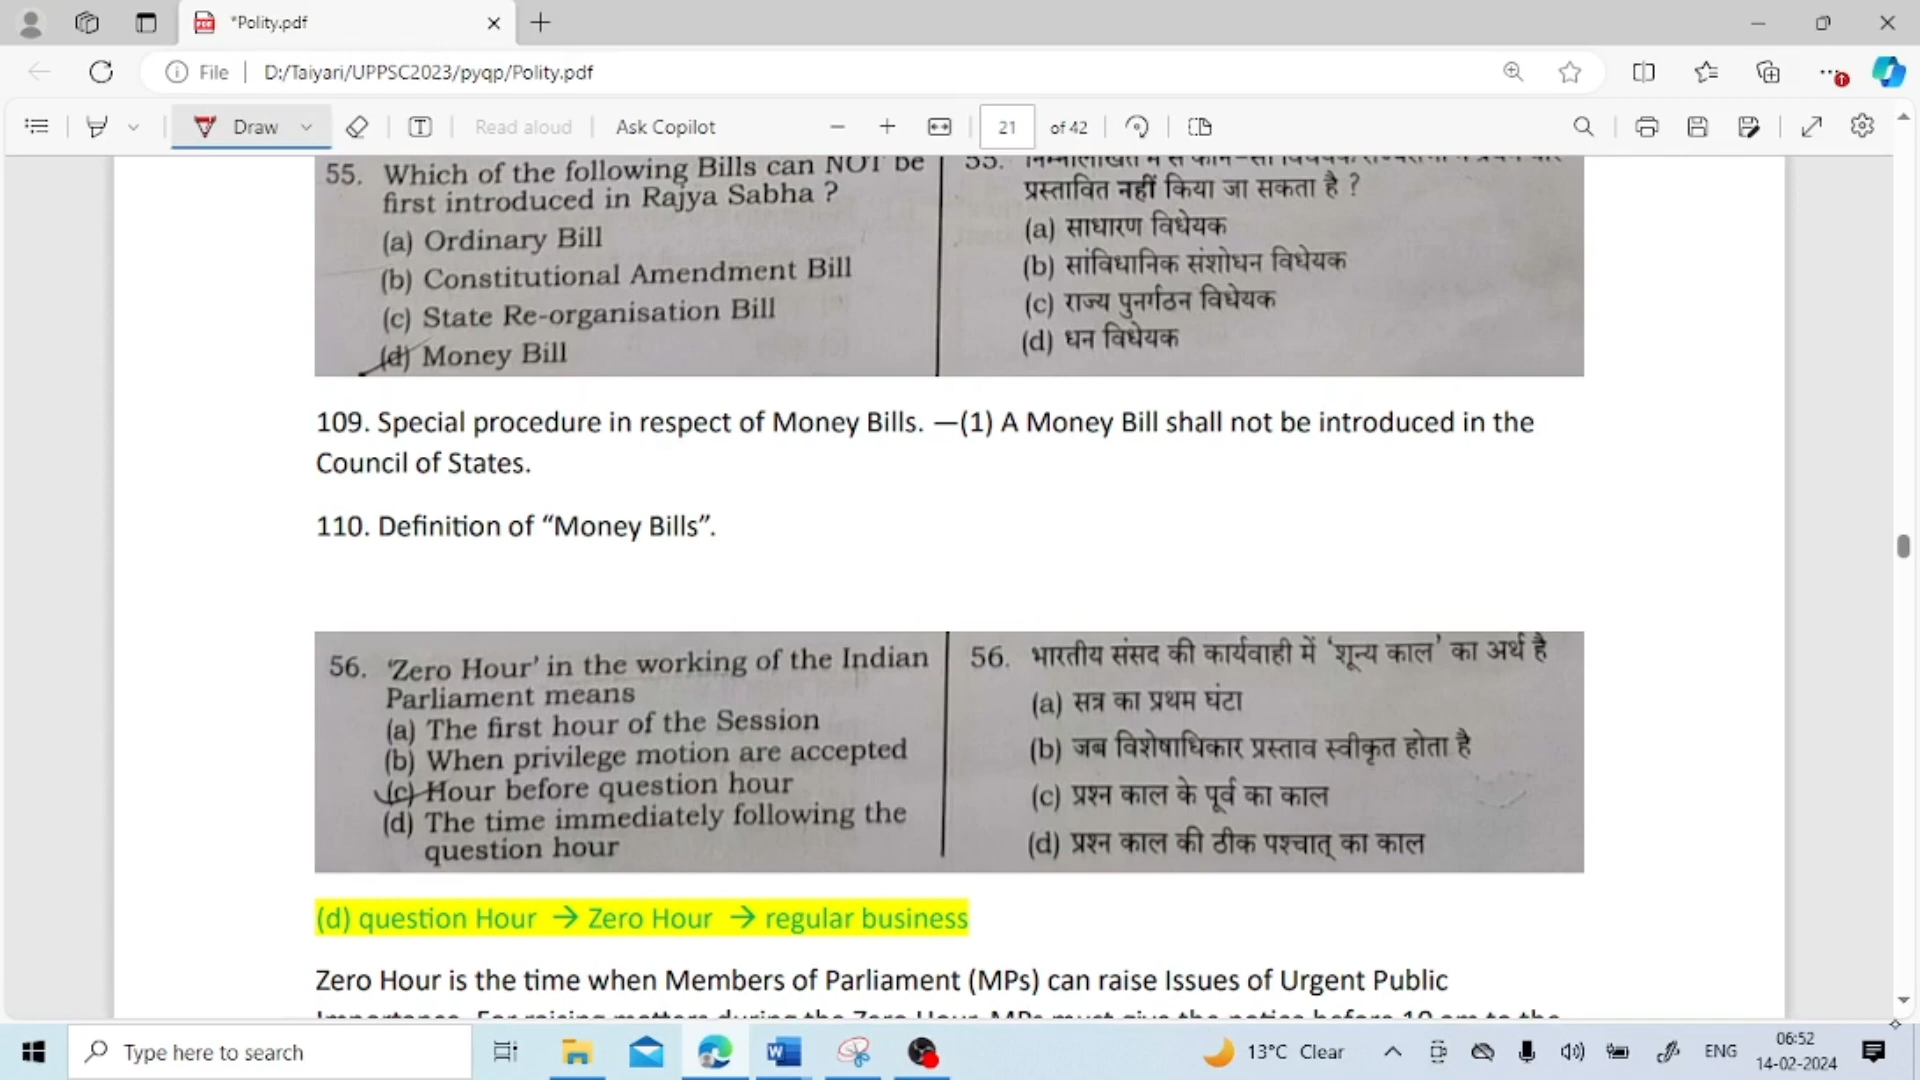 *Polity.pdf
File
D:/Taiyari/UPPSC2023/pyqp/Polity.pdf
Draw
Read aloud
Ask Copilot
21
of 42
55. Which of the following Bills can NOT be
first introduced in Rajya Sabha ?
(a) Ordinary Bill
(b) Constitutional Amendment Bill
(c) State Re-organisation Bill
(d) Money Bill
प्रस्तावित नहीं किया जा सकता है ?
(a) साधारण विधेयक
(b) सांविधानिक संशोधन विधेयक
(c) राज्य पुनर्गठन विधेयक
(d) धन विधेयक
109. Special procedure in respect of Money Bills. —(1) A Money Bill shall not be introduced in the
Council of States.
110. Definition of “Money Bills”.
56. ‘Zero Hour’ in the working of the Indian
Parliament means
(a) The first hour of the Session
(b) When privilege motion are accepted
(c) Hour before question hour
(d) The time immediately following the
question hour
56. भारतीय संसद की कार्यवाही में ‘शून्य काल’ का अर्थ है
(a) सत्र का प्रथम घंटा
(b) जब विशेषाधिकार प्रस्ताव स्वीकृत होता है
(c) प्रश्न काल के पूर्व का काल
(d) प्रश्न काल की ठीक पश्चात् का काल
(d) question Hour → Zero Hour → regular business
Zero Hour is the time when Members of Parliament (MPs) can raise Issues of Urgent Public
Type here to search
13°C Clear
ENG
06:52
14-02-2024